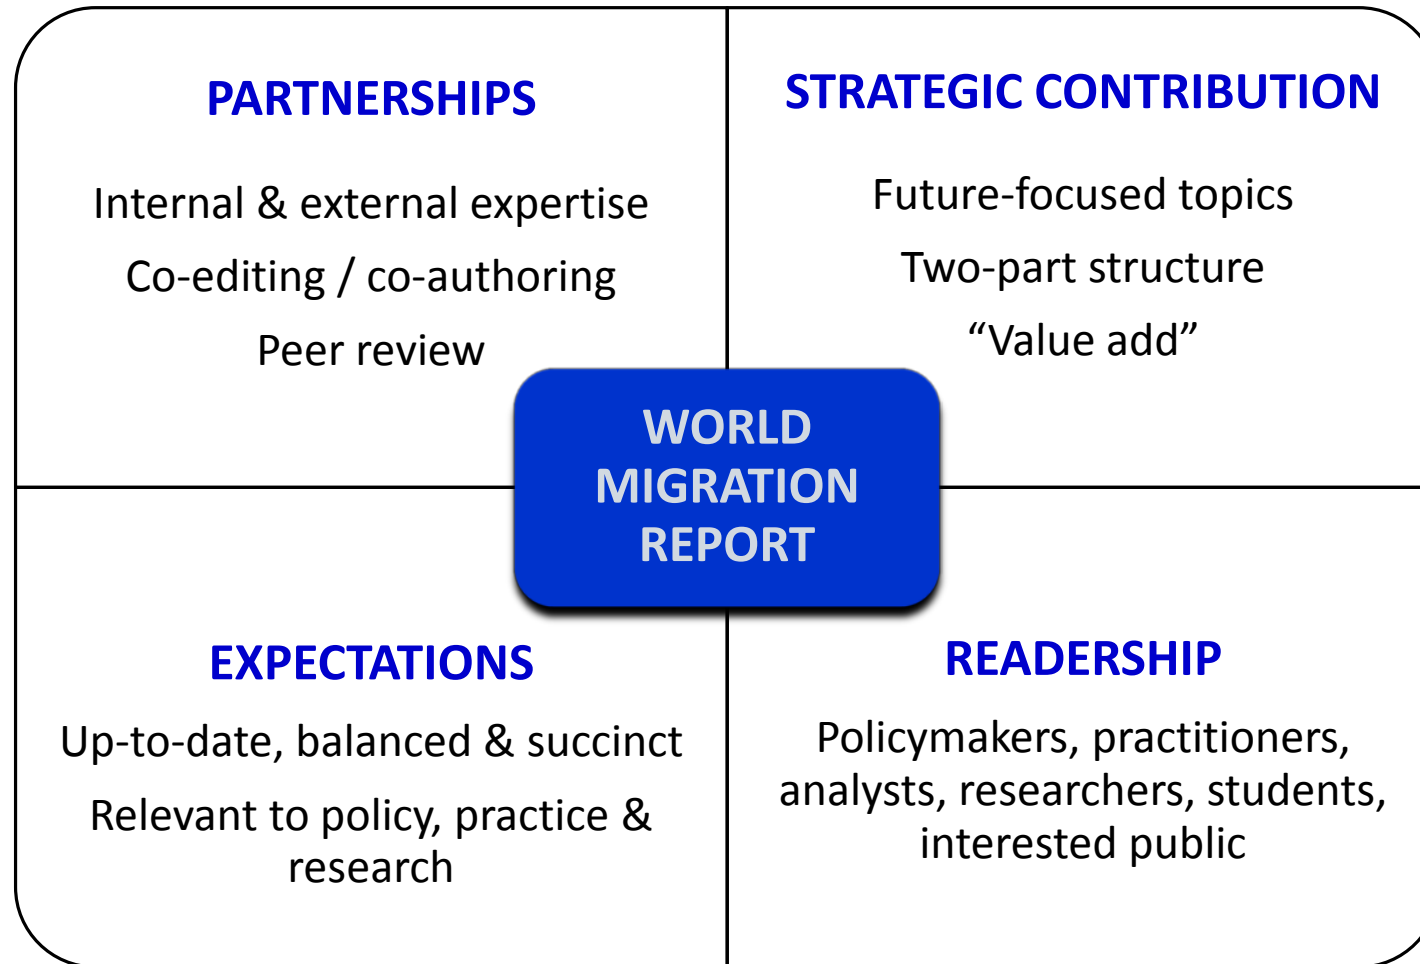 PARTNERSHIPS
Internal & external expertise
Co-editing / co-authoring
Peer review
STRATEGIC CONTRIBUTION
Future-focused topics
Two-part structure
“Value add”
WORLD
MIGRATION
REPORT
EXPECTATIONS
Up-to-date, balanced & succinct
Relevant to policy, practice &
research
READERSHIP
Policymakers, practitioners,
analysts, researchers, students,
interested public